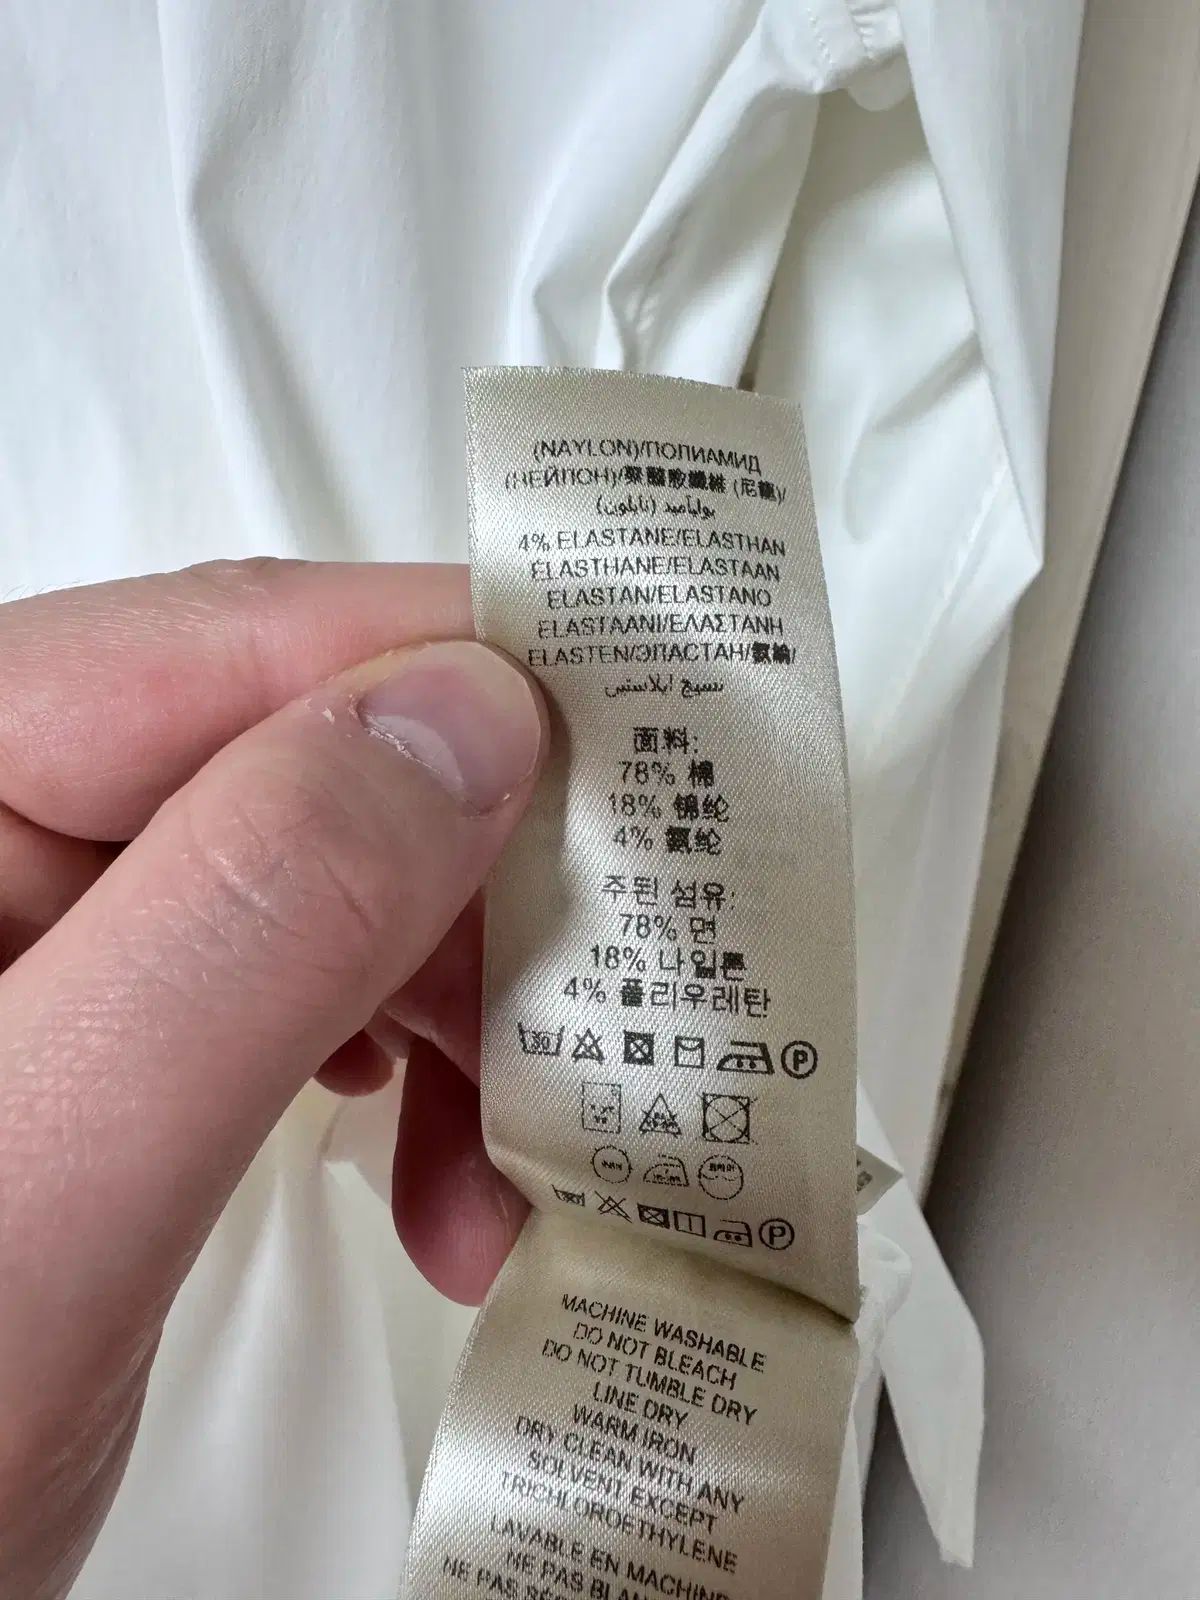 (NAYLON)/ПОЛИАМИД
(НЕЙЛОН)/聚醯胺纖維 (尼龍)/
بولياميد (نايلون)
4% ELASTANE/ELASTHAN
ELASTHANE/ELASTAAN
ELASTAN/ELASTANO
ELASTAANI/ΕΛΑΣΤΑΝΗ
ELASTEN/ЭЛАСТАН/氨綸/
نسيج ايلاستين
面料:
78% 棉
18% 锦纶
4% 氨纶
주된 섬유:
78% 면
18% 나일론
4% 폴리우레탄
30
P
P
MACHINE WASHABLE
DO NOT BLEACH
DO NOT TUMBLE DRY
LINE DRY
WARM IRON
DRY CLEAN WITH ANY
SOLVENT EXCEPT
TRICHLOROETHYLENE
LAVABLE EN MACHINE
NE PAS
NE PAS